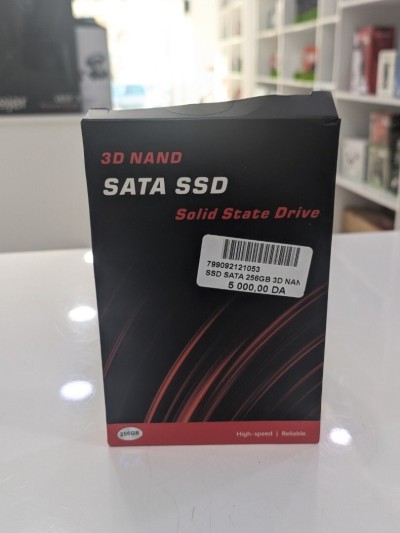 3D NAND
SATA SSD
Solid State Drive
799092121053
SSD SATA 256GB 3D NAN
5 000,00 DA
256GB
High-speed | Reliable